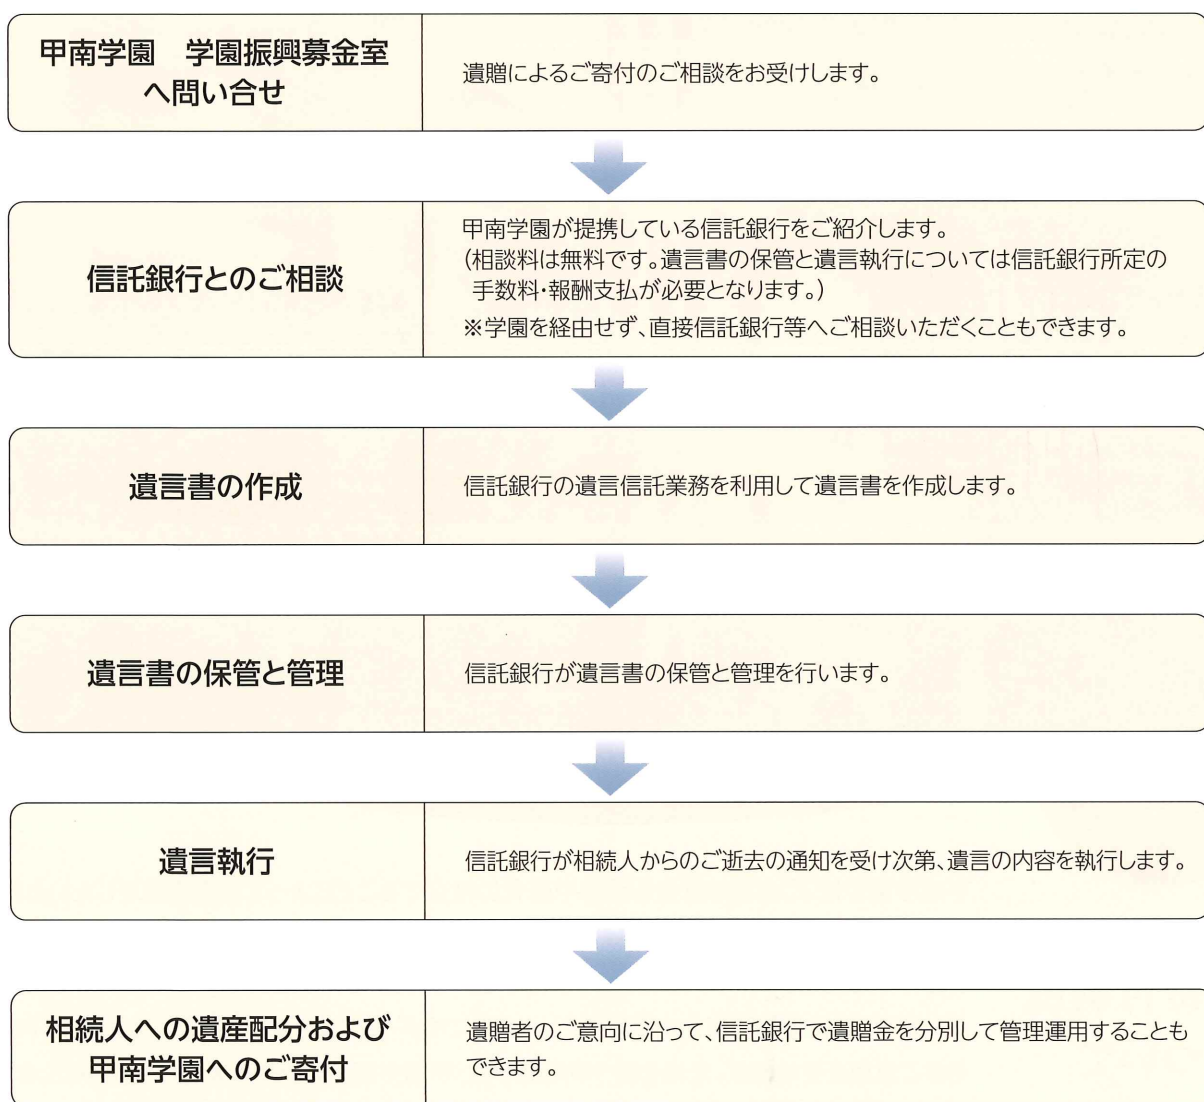 甲南学園　学園振興募金室
へ問い合せ
遺贈によるご寄付のご相談をお受けします。
信託銀行とのご相談
甲南学園が提携している信託銀行をご紹介します。
(相談料は無料です。遺言書の保管と遺言執行については信託銀行所定の
手数料・報酬支払が必要となります。)
※学園を経由せず、直接信託銀行等へご相談いただくこともできます。
遺言書の作成
信託銀行の遺言信託業務を利用して遺言書を作成します。
遺言書の保管と管理
信託銀行が遺言書の保管と管理を行います。
遺言執行
信託銀行が相続人からのご逝去の通知を受け次第、遺言の内容を執行します。
相続人への遺産配分および
甲南学園へのご寄付
遺贈者のご意向に沿って、信託銀行で遺贈金を分別して管理運用することも
できます。